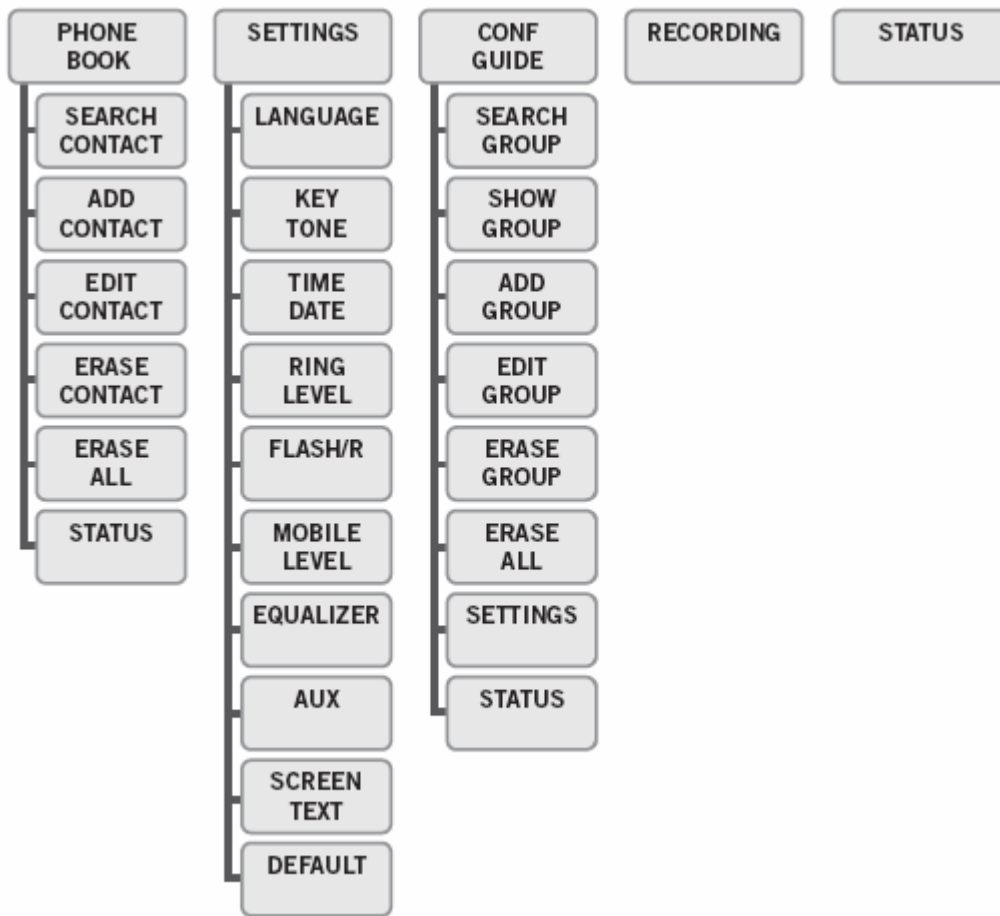 PHONE
BOOK
SEARCH
CONTACT
ADD
CONTACT
EDIT
CONTACT
ERASE
CONTACT
ERASE
ALL
STATUS
SETTINGS
LANGUAGE
KEY
TONE
TIME
DATE
RING
LEVEL
FLASH/R
MOBILE
LEVEL
EQUALIZER
AUX
SCREEN
TEXT
DEFAULT
CONF
GUIDE
SEARCH
GROUP
SHOW
GROUP
ADD
GROUP
EDIT
GROUP
ERASE
GROUP
ERASE
ALL
SETTINGS
STATUS
RECORDING
STATUS